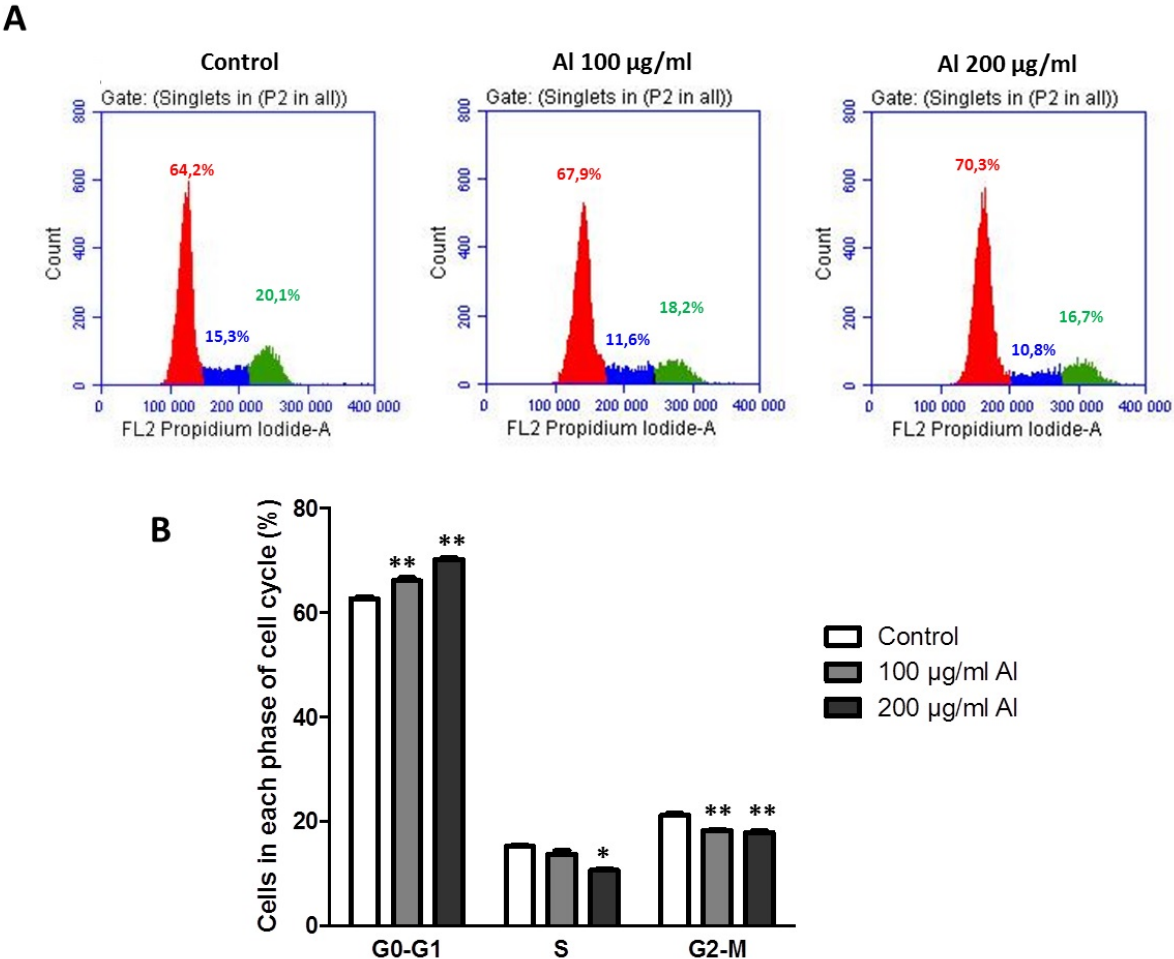 A
Control
Al 100 µg/ml
Al 200 µg/ml
Gate: (Singlets in (P2 in all))
Gate: (Singlets in (P2 in all))
Gate: (Singlets in (P2 in all))
Count
800
600
400
200
0
64,2%
15,3%
20,1%
0
100 000
200 000
300 000
400 000
FL2 Propidium Iodide-A
Count
800
600
400
200
0
67,9%
11,6%
18,2%
0
100 000
200 000
300 000
400 000
FL2 Propidium Iodide-A
Count
800
600
400
200
0
70,3%
10,8%
16,7%
0
100 000
200 000
300 000
400 000
FL2 Propidium Iodide-A
B
Cells in each phase of cell cycle (%)
80
60
40
20
0
**
**
*
**
**
G0-G1
S
G2-M
Control
100 µg/ml Al
200 µg/ml Al